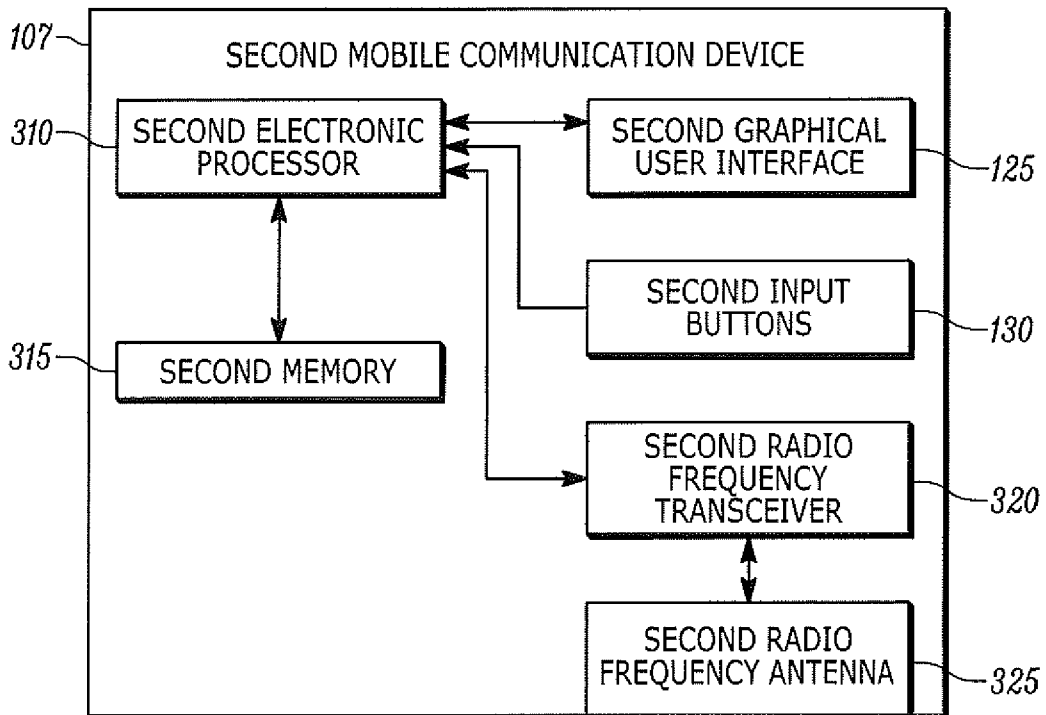 107
SECOND MOBILE COMMUNICATION DEVICE
310
SECOND ELECTRONIC
PROCESSOR
SECOND GRAPHICAL
USER INTERFACE
125
SECOND INPUT
BUTTONS
130
315
SECOND MEMORY
SECOND RADIO
FREQUENCY
TRANSCEIVER
320
SECOND RADIO
FREQUENCY ANTENNA
325